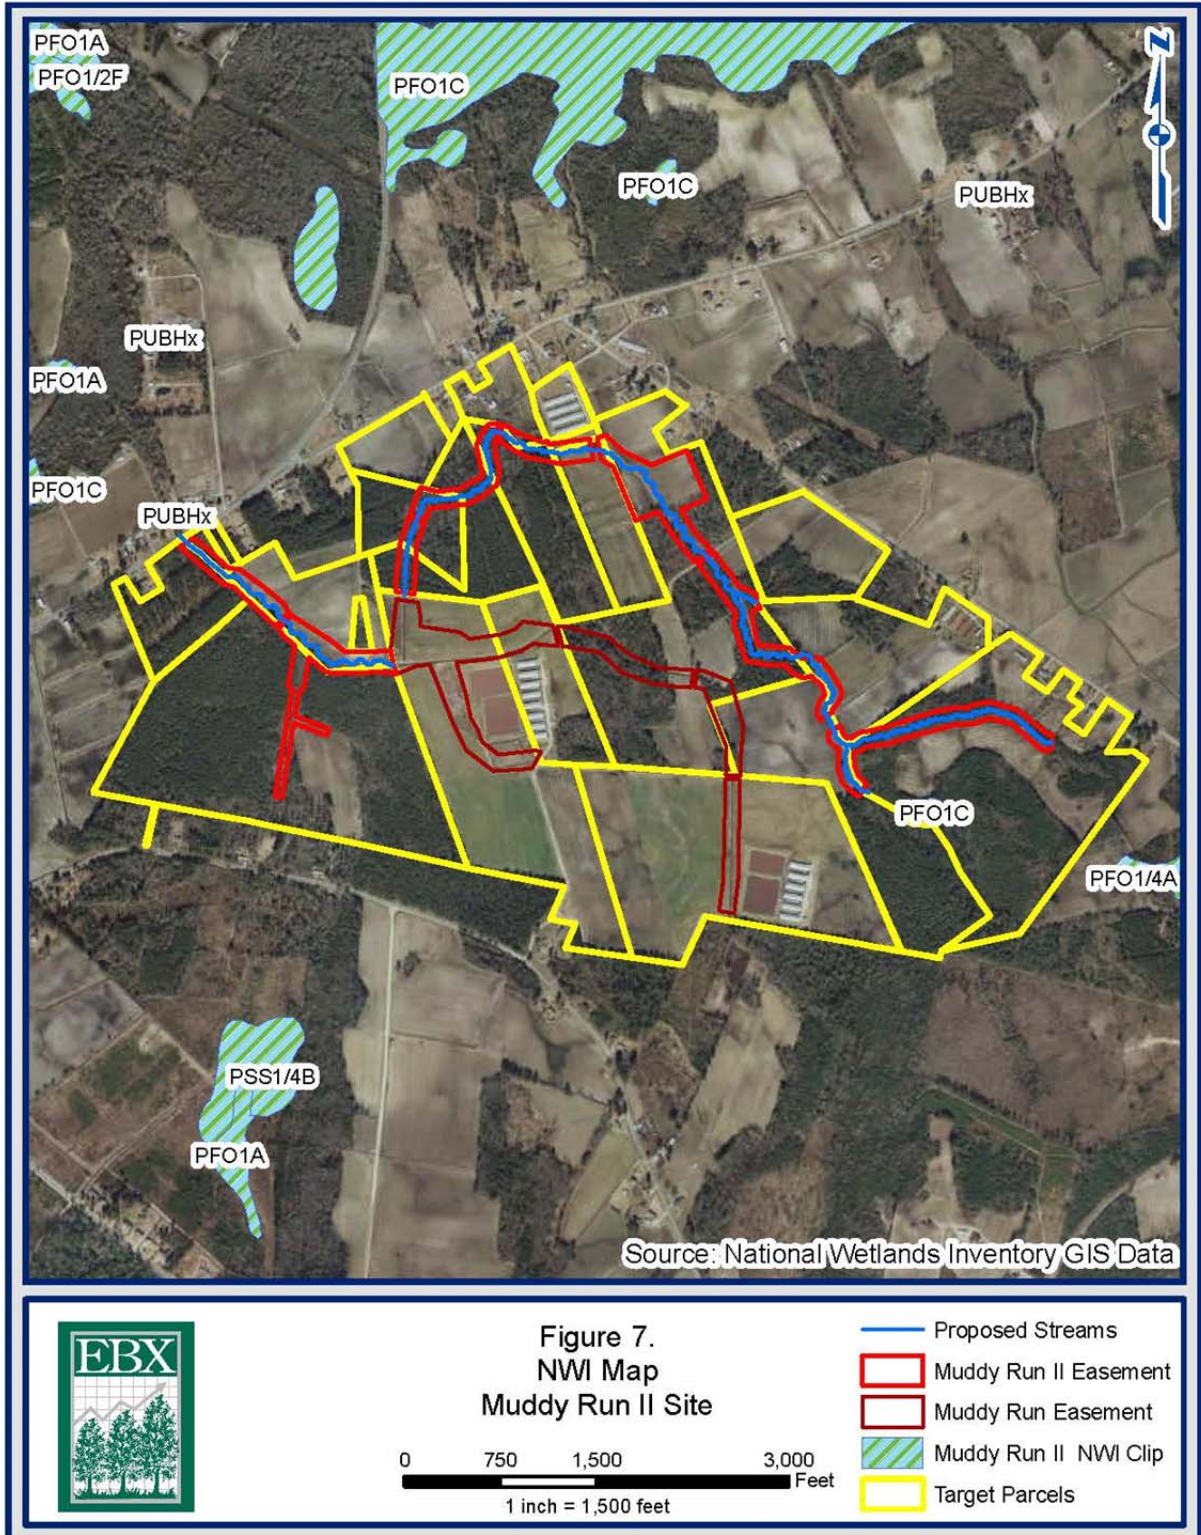 PFO1A
PFO1/2F
PFO1C
N
PFO1C
PUBHx
PUBHx
PFO1A
PFO1C
PUBHx
PFO1C
PFO1/4A
PSS1/4B
PFO1A
Source: National Wetlands Inventory GIS Data
EBX
Figure 7.
NWI Map
Muddy Run II Site
0 750 1,500 3,000
Feet
1 inch = 1,500 feet
Proposed Streams
Muddy Run II Easement
Muddy Run Easement
Muddy Run II NWI Clip
Target Parcels